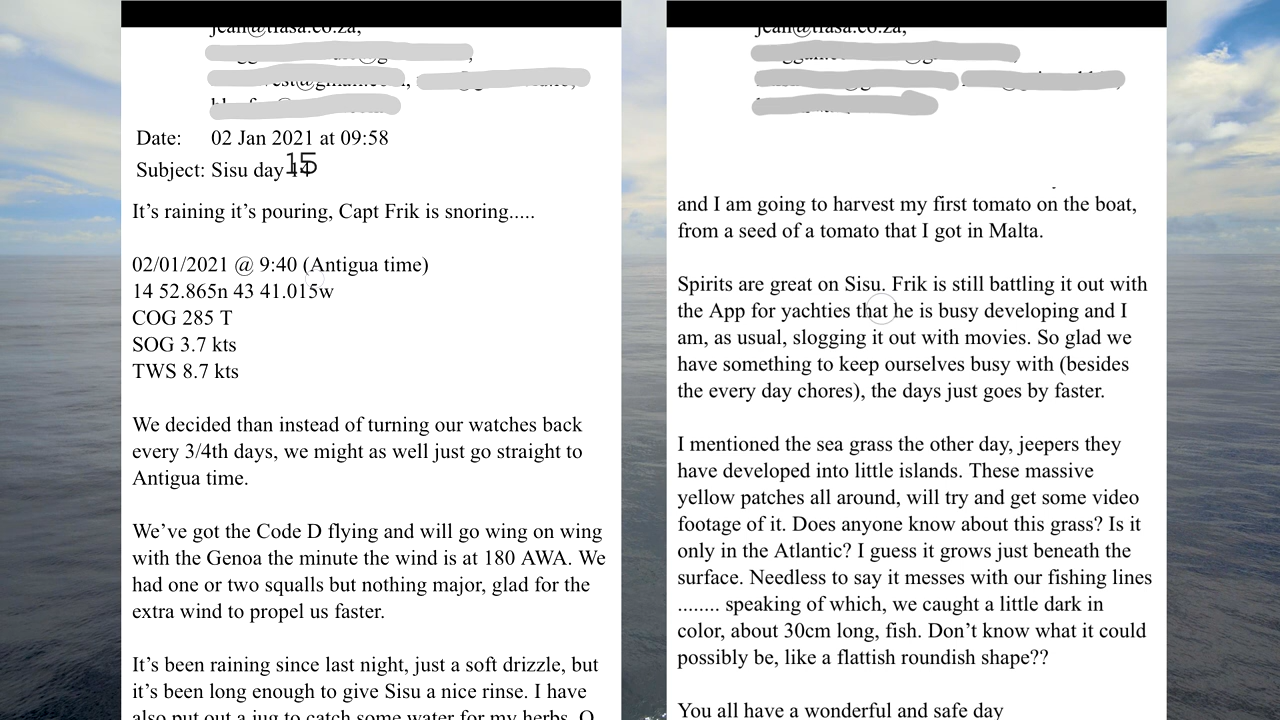 jean@tlasa.co.za,
Date: 02 Jan 2021 at 09:58
Subject: Sisu day 15
It's raining it's pouring, Capt Frik is snoring.....
02/01/2021 @ 9:40 (Antigua time)
14 52.865n 43 41.015w
COG 285 T
SOG 3.7 kts
TWS 8.7 kts
We decided than instead of turning our watches back
every 3/4th days, we might as well just go straight to
Antigua time.
We've got the Code D flying and will go wing on wing
with the Genoa the minute the wind is at 180 AWA. We
had one or two squalls but nothing major, glad for the
extra wind to propel us faster.
It's been raining since last night, just a soft drizzle, but
it's been long enough to give Sisu a nice rinse. I have
also put out a jug to catch some water for my herbs. O
jean@tlasa.co.za,
and I am going to harvest my first tomato on the boat,
from a seed of a tomato that I got in Malta.
Spirits are great on Sisu. Frik is still battling it out with
the App for yachties that he is busy developing and I
am, as usual, slogging it out with movies. So glad we
have something to keep ourselves busy with (besides
the every day chores), the days just goes by faster.
I mentioned the sea grass the other day, jeepers they
have developed into little islands. These massive
yellow patches all around, will try and get some video
footage of it. Does anyone know about this grass? Is it
only in the Atlantic? I guess it grows just beneath the
surface. Needless to say it messes with our fishing lines
........ speaking of which, we caught a little dark in
color, about 30cm long, fish. Don't know what it could
possibly be, like a flattish roundish shape??
You all have a wonderful and safe day